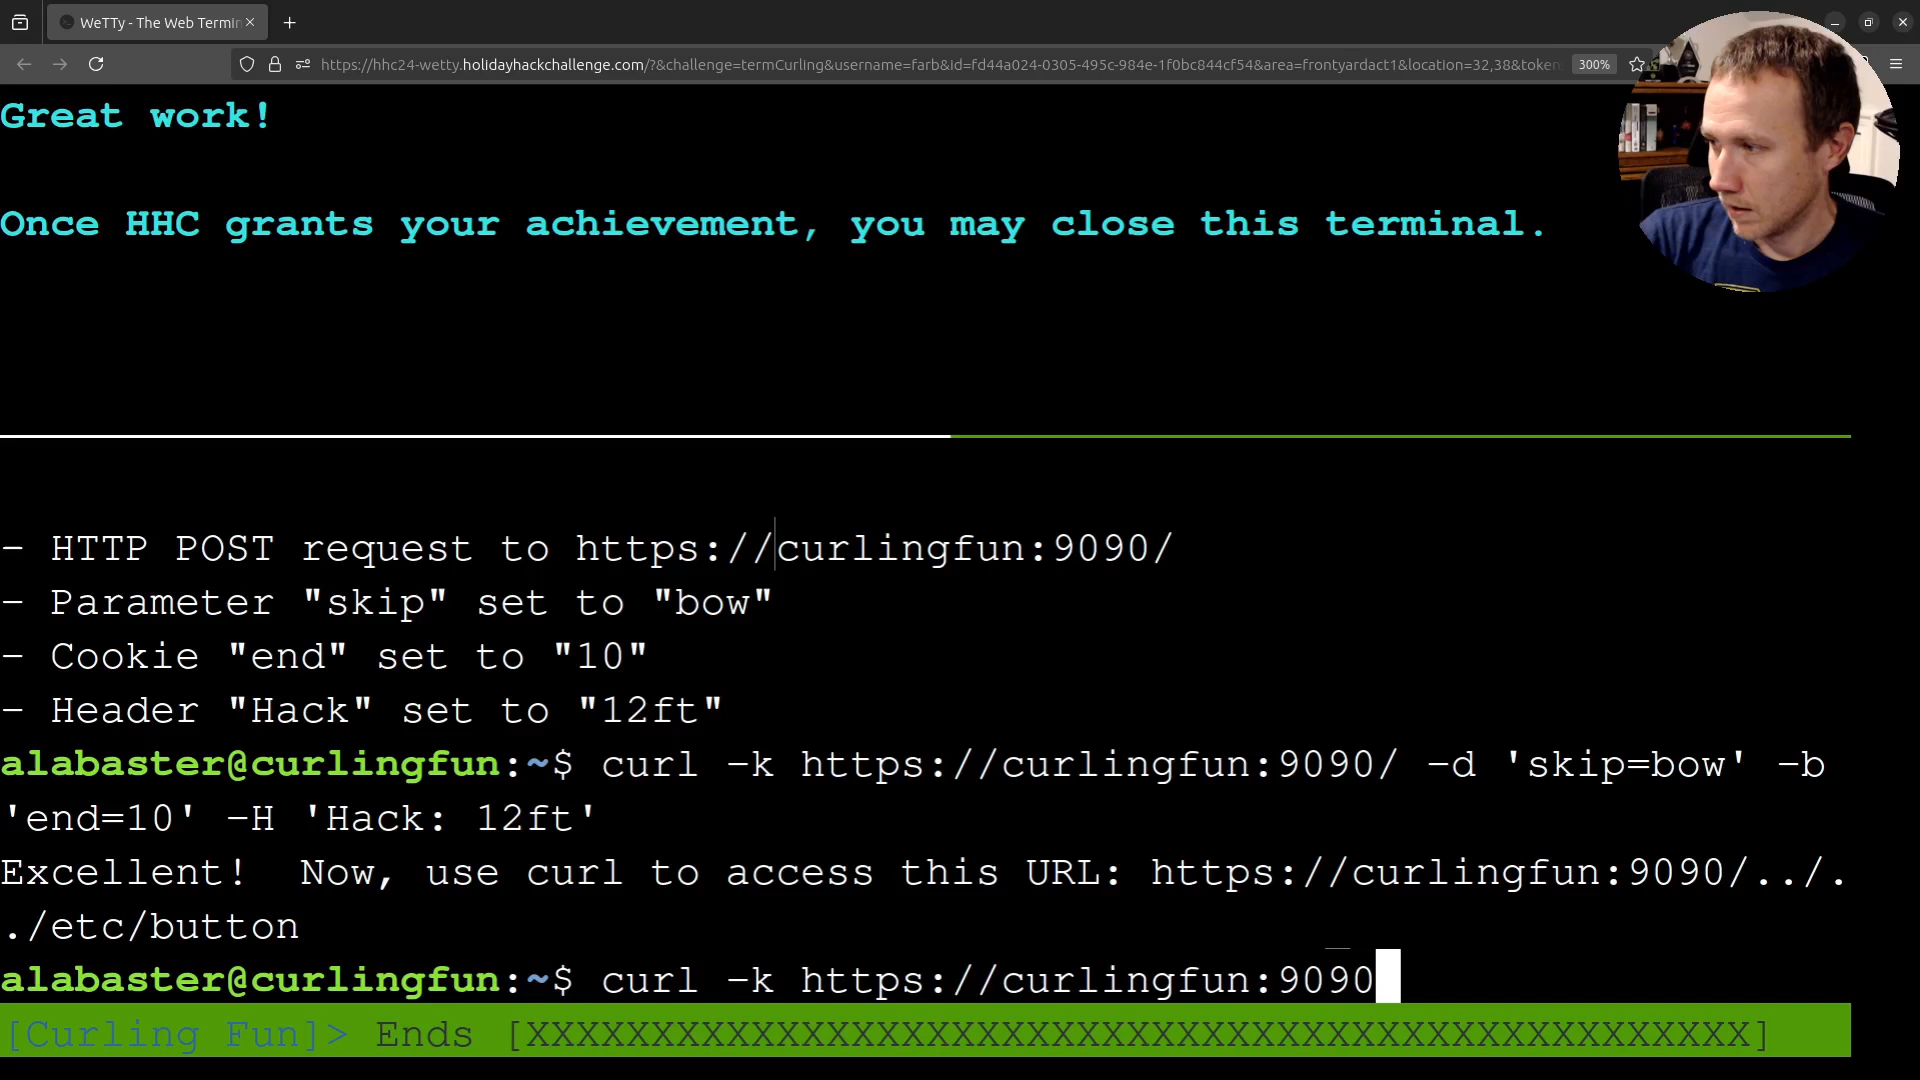 WeTTy - The Web Termin
https://hhc24-wetty.holidayhackchallenge.com/?&challenge=termCurling&username=farb&id=fd44a024-0305-495c-984e-1f0bc844cf54&area=frontyardact1&location=32,38&token
300%
Great work!
Once HHC grants your achievement, you may close this terminal.
- HTTP POST request to https://curlingfun:9090/
- Parameter "skip" set to "bow"
- Cookie "end" set to "10"
- Header "Hack" set to "12ft"
alabaster@curlingfun:~$ curl -k https://curlingfun:9090/ -d 'skip=bow' -b
'end=10' -H 'Hack: 12ft'
Excellent!  Now, use curl to access this URL: https://curlingfun:9090/../.
./etc/button
alabaster@curlingfun:~$ curl -k https://curlingfun:9090
[Curling Fun]> Ends [XXXXXXXXXXXXXXXXXXXXXXXXXXXXXXXXXXXXXXXXXXXXXXXXX]